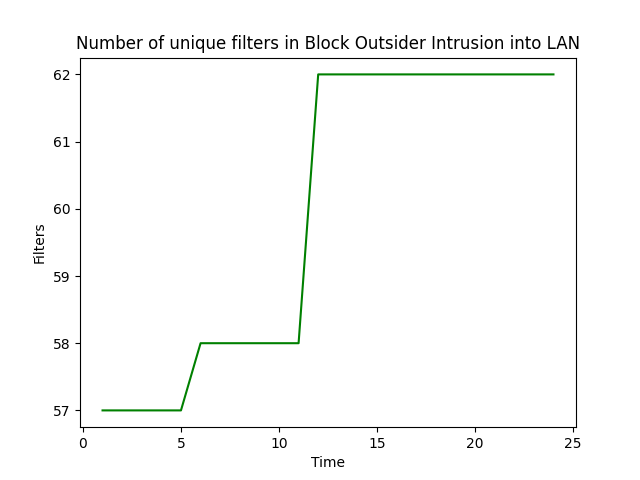 Number of unique filters in Block Outsider Intrusion into LAN
62
61
60
59
58
57
Filters
0 5 10 15 20 25
Time